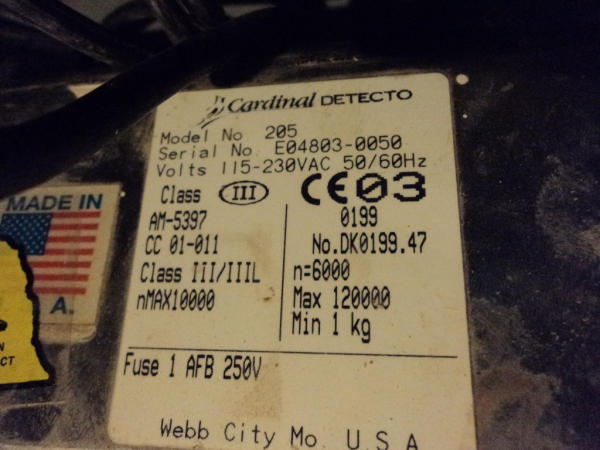 Cardinal DETECTO
Model No 205
Serial No. E04803-0050
Volts 115-230VAC 50/60Hz
Class III CE03
AM-5397
CC 01-011
Class III/IIIL
nMAX10000
0199
No.DK0199.47
n=6000
Max 120000
Min 1 kg
Fuse 1 AFB 250V
Webb City Mo. U S A
MADE IN
A.
N
CT